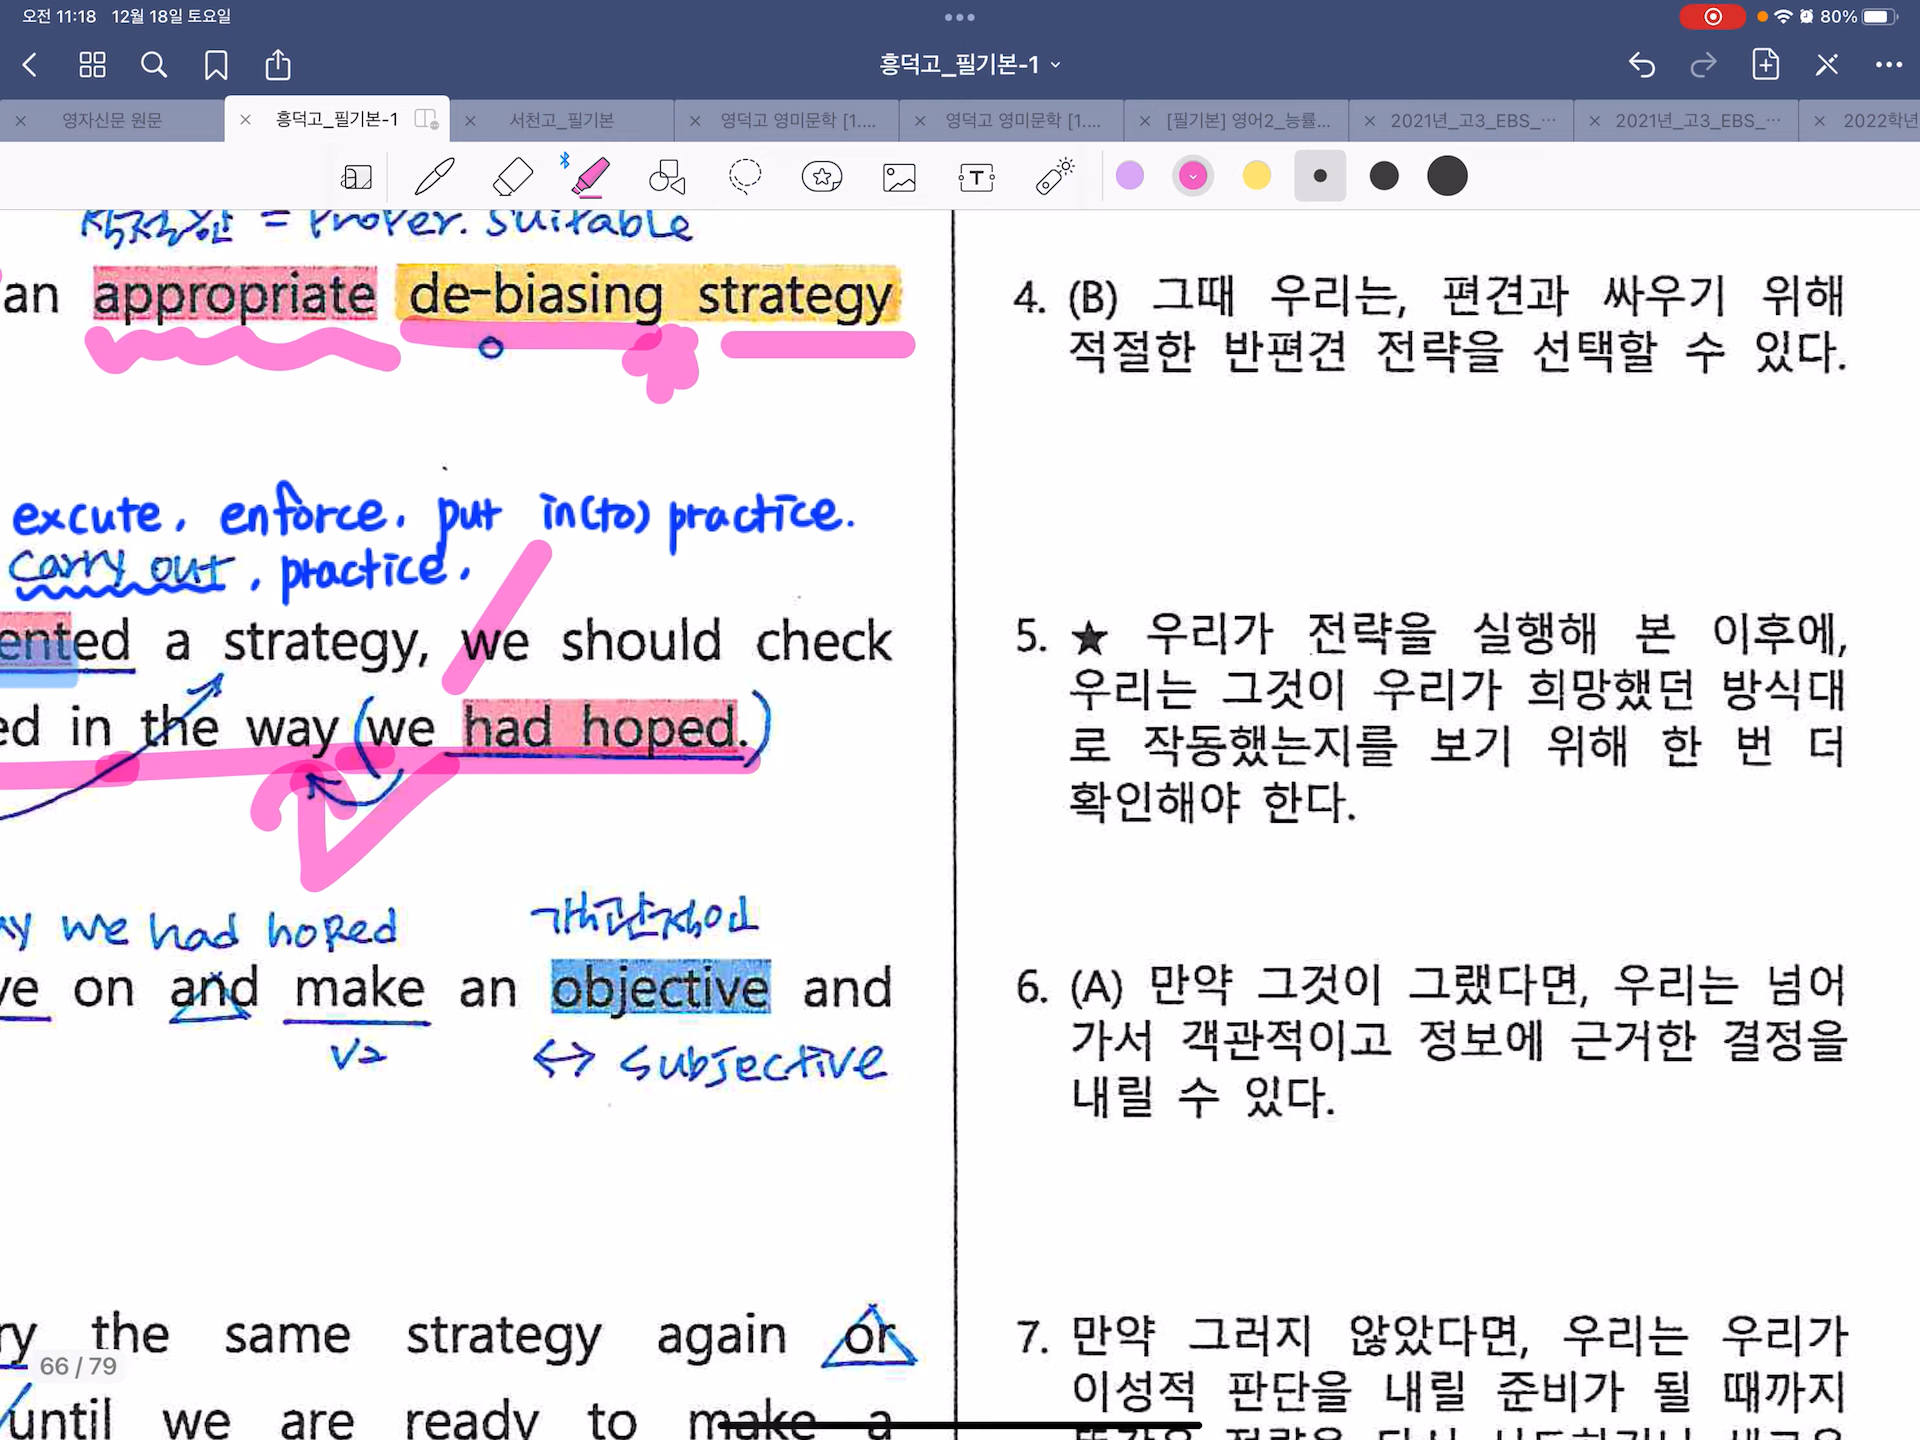 오전 11:18 12월 18일 토요일
80%
흥덕고_필기본-1
영자신문 원문
흥덕고_필기본-1
서천고_필기본
영덕고 영미문학 [1....
영덕고 영미문학 [1....
[필기본] 영어2_능률...
2021년_고3_EBS_...
2021년_고3_EBS_...
2022학년
적절한 = Proper. suitable
an appropriate de-biasing strategy
excute, enforce, put in(to) practice.
carry out, practice,
ented a strategy, we should check
ed in the way (we had hoped.)
ay we had hoped
객관적인
ve on and make an objective and
V2
↔ subjective
ry the same strategy again or
66 / 79
until we are ready to make a
4. (B) 그때 우리는, 편견과 싸우기 위해
적절한 반편견 전략을 선택할 수 있다.
5. ★ 우리가 전략을 실행해 본 이후에,
우리는 그것이 우리가 희망했던 방식대
로 작동했는지를 보기 위해 한 번 더
확인해야 한다.
6. (A) 만약 그것이 그랬다면, 우리는 넘어
가서 객관적이고 정보에 근거한 결정을
내릴 수 있다.
7. 만약 그러지 않았다면, 우리는 우리가
이성적 판단을 내릴 준비가 될 때까지